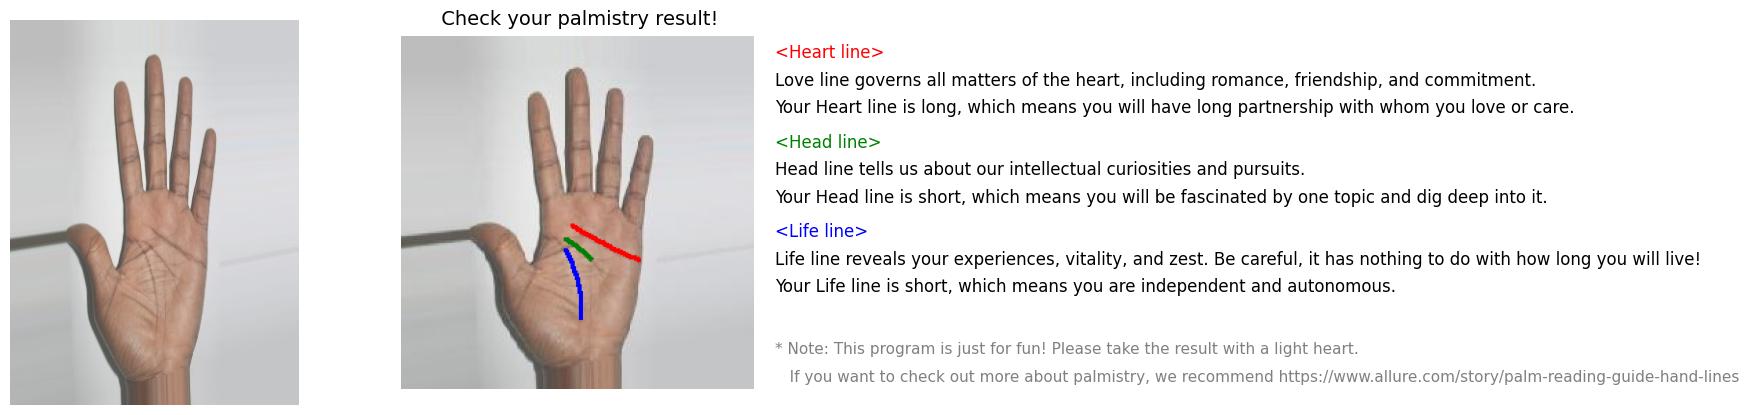 Check your palmistry result!
<Heart line>
Love line governs all matters of the heart, including romance, friendship, and commitment.
Your Heart line is long, which means you will have long partnership with whom you love or care.
<Head line>
Head line tells us about our intellectual curiosities and pursuits.
Your Head line is short, which means you will be fascinated by one topic and dig deep into it.
<Life line>
Life line reveals your experiences, vitality, and zest. Be careful, it has nothing to do with how long you will live!
Your Life line is short, which means you are independent and autonomous.
* Note: This program is just for fun! Please take the result with a light heart.
If you want to check out more about palmistry, we recommend https://www.allure.com/story/palm-reading-guide-hand-lines